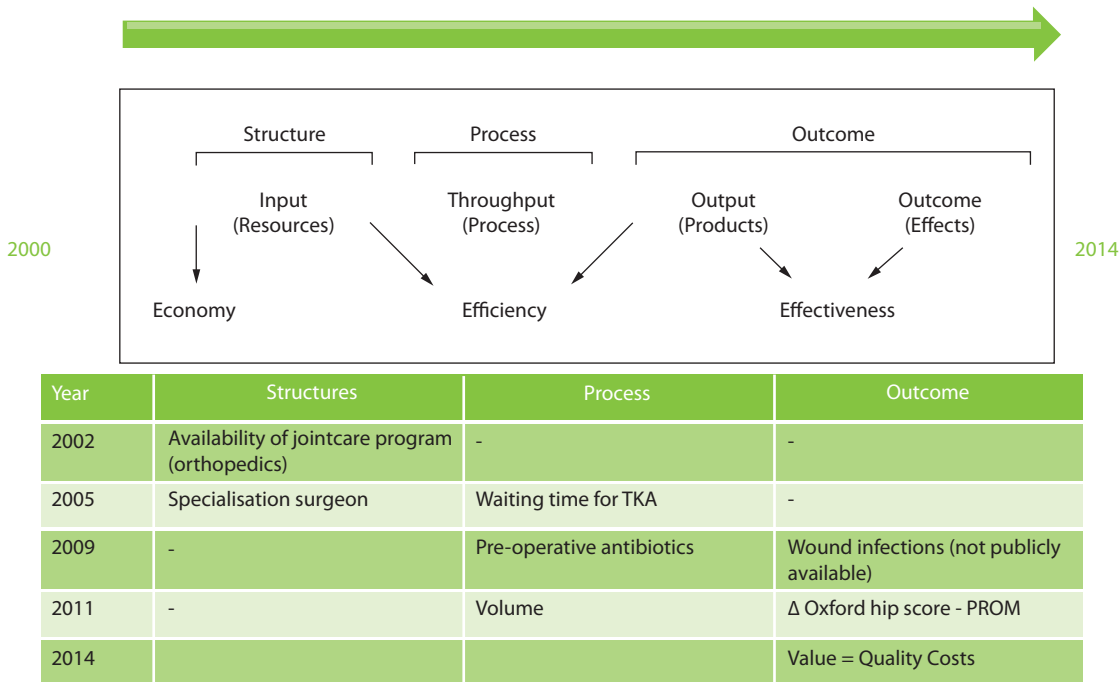 Structure Process Outcome
Input Throughput Output Outcome
(Resources) (Process) (Products) (Effects)
2000 2014
Economy Efficiency Effectiveness
Year Structures Process Outcome
2002 Availability of jointcare program - -
(orthopedics)
2005 Specialisation surgeon Waiting time for TKA -
2009 - Pre-operative antibiotics Wound infections (not publicly
available)
2011 - Volume Δ Oxford hip score - PROM
2014 Value = Quality Costs